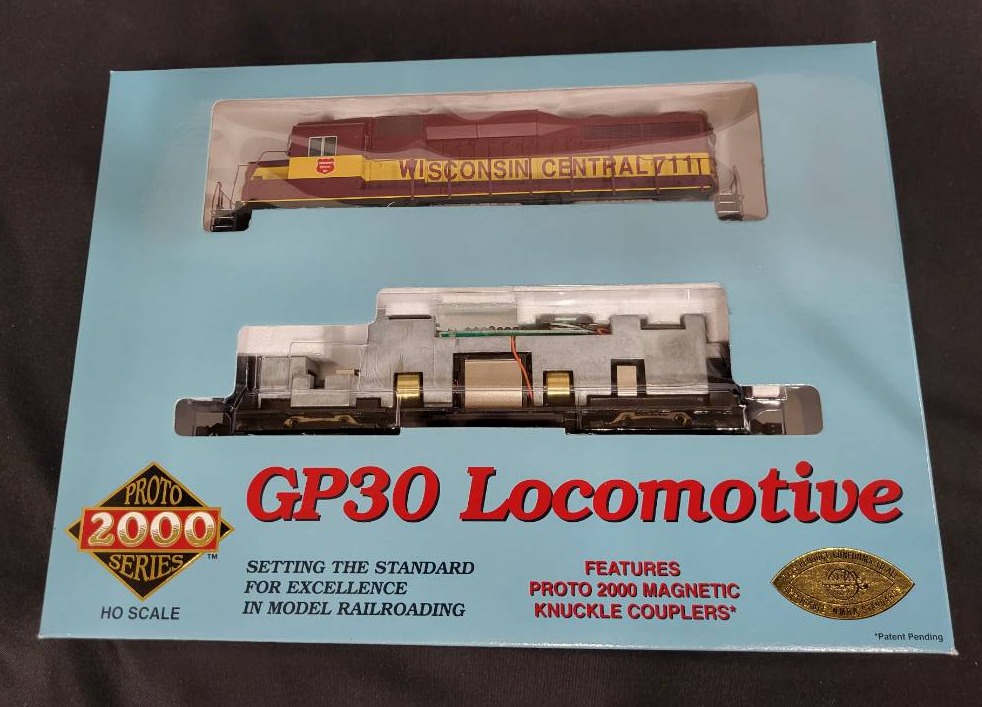 WISCONSIN CENTRAL 711
GP30 Locomotive
PROTO
2000
SERIES
™
HO SCALE
SETTING THE STANDARD
FOR EXCELLENCE
IN MODEL RAILROADING
FEATURES
PROTO 2000 MAGNETIC
KNUCKLE COUPLERS*
*Patent Pending